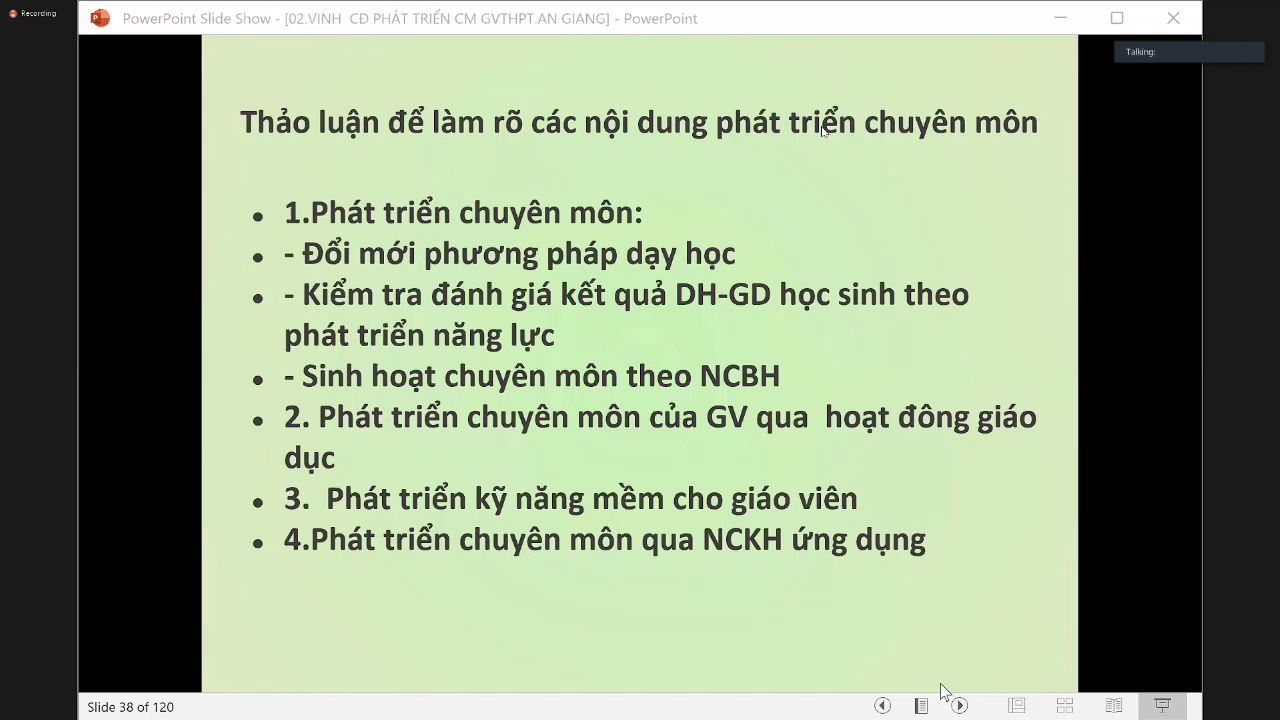 Recording
PowerPoint Slide Show - [02.VINH  CĐ PHÁT TRIỂN CM GVTHPT.AN GIANG] - PowerPoint
Talking:
Thảo luận để làm rõ các nội dung phát triển chuyên môn
• 1.Phát triển chuyên môn:
• - Đổi mới phương pháp dạy học
• - Kiểm tra đánh giá kết quả DH-GD học sinh theo
phát triển năng lực
• - Sinh hoạt chuyên môn theo NCBH
• 2. Phát triển chuyên môn của GV qua  hoạt đông giáo
dục
• 3.  Phát triển kỹ năng mềm cho giáo viên
• 4.Phát triển chuyên môn qua NCKH ứng dụng
Slide 38 of 120